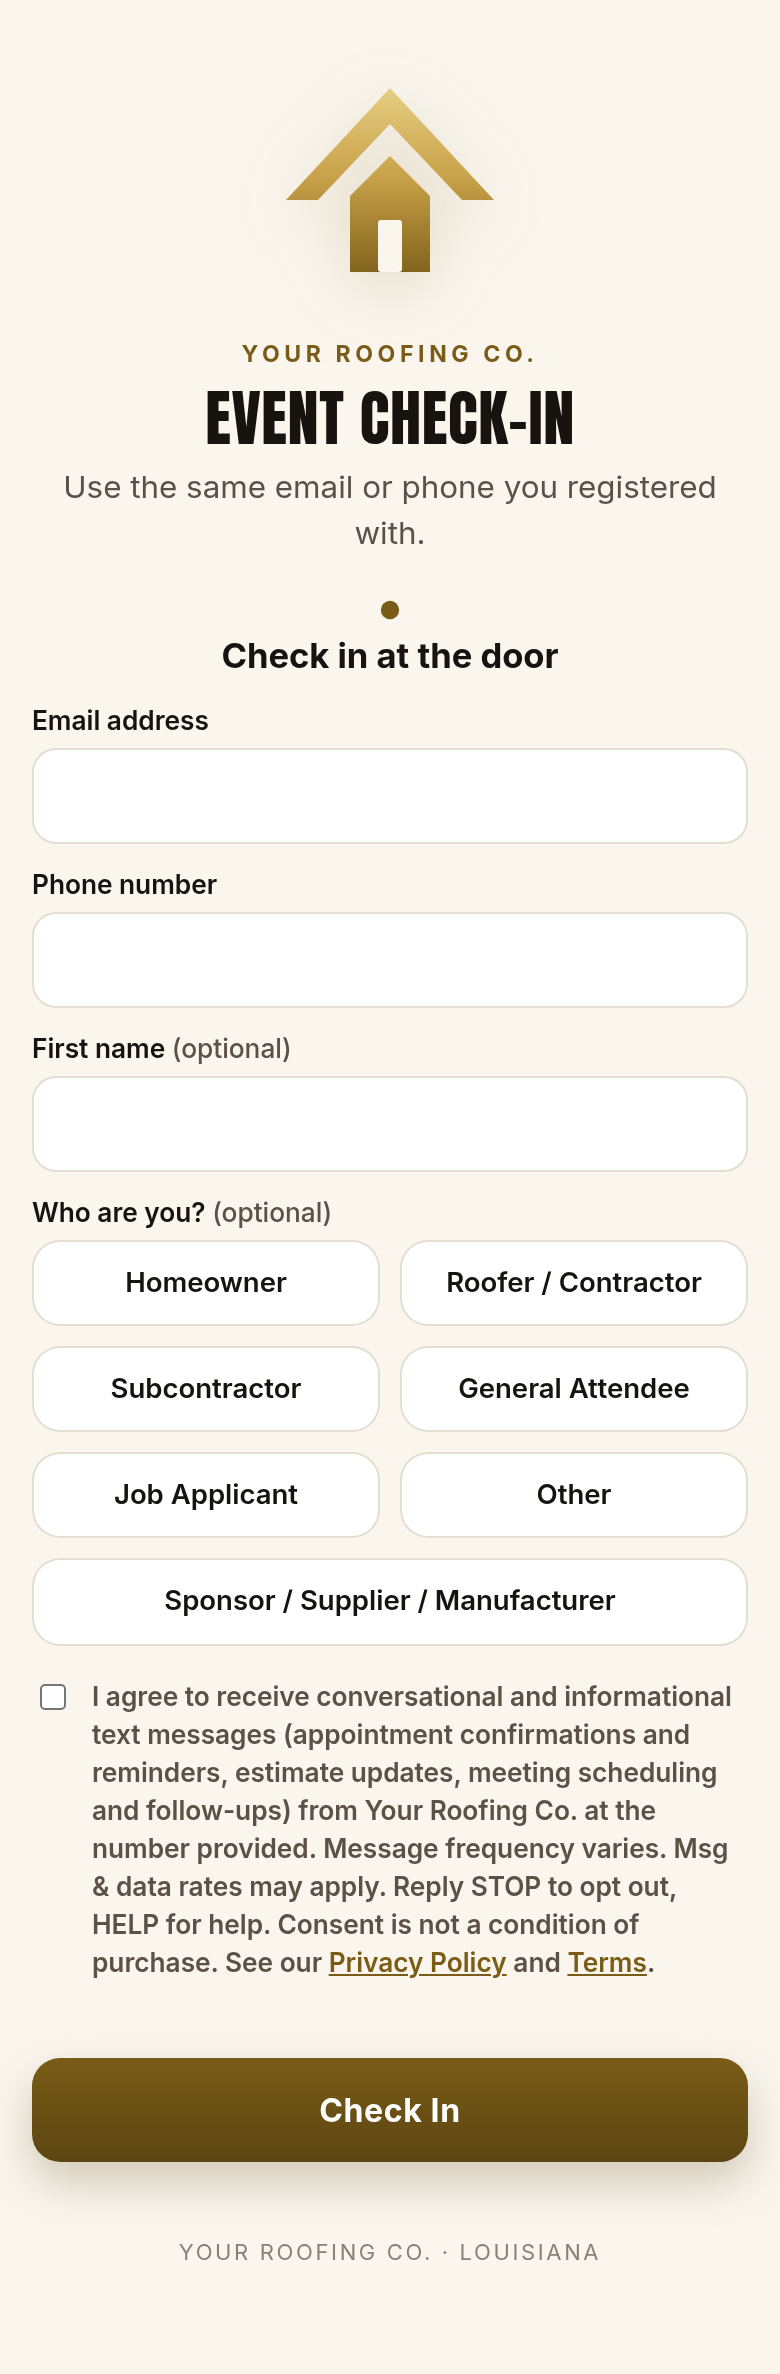 YOUR ROOFING CO.
EVENT CHECK-IN
Use the same email or phone you registered
with.
Check in at the door
Email address
Phone number
First name (optional)
Who are you? (optional)
Homeowner
Roofer / Contractor
Subcontractor
General Attendee
Job Applicant
Other
Sponsor / Supplier / Manufacturer
I agree to receive conversational and informational
text messages (appointment confirmations and
reminders, estimate updates, meeting scheduling
and follow-ups) from Your Roofing Co. at the
number provided. Message frequency varies. Msg
& data rates may apply. Reply STOP to opt out,
HELP for help. Consent is not a condition of
purchase. See our Privacy Policy and Terms.
Check In
YOUR ROOFING CO. · LOUISIANA